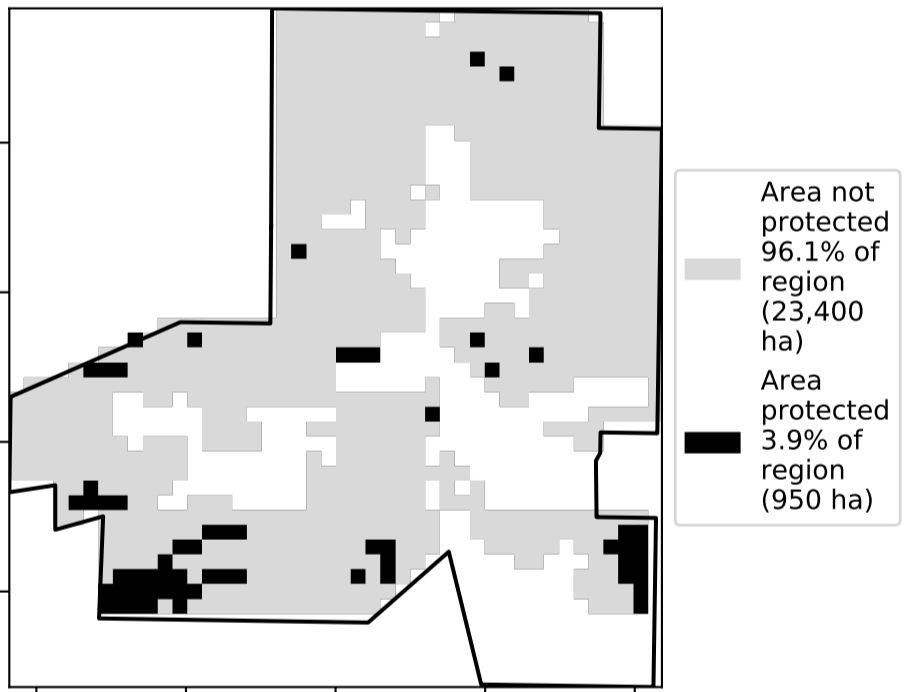 Area not
protected
96.1% of
region
(23,400
ha)
Area
protected
3.9% of
region
(950 ha)